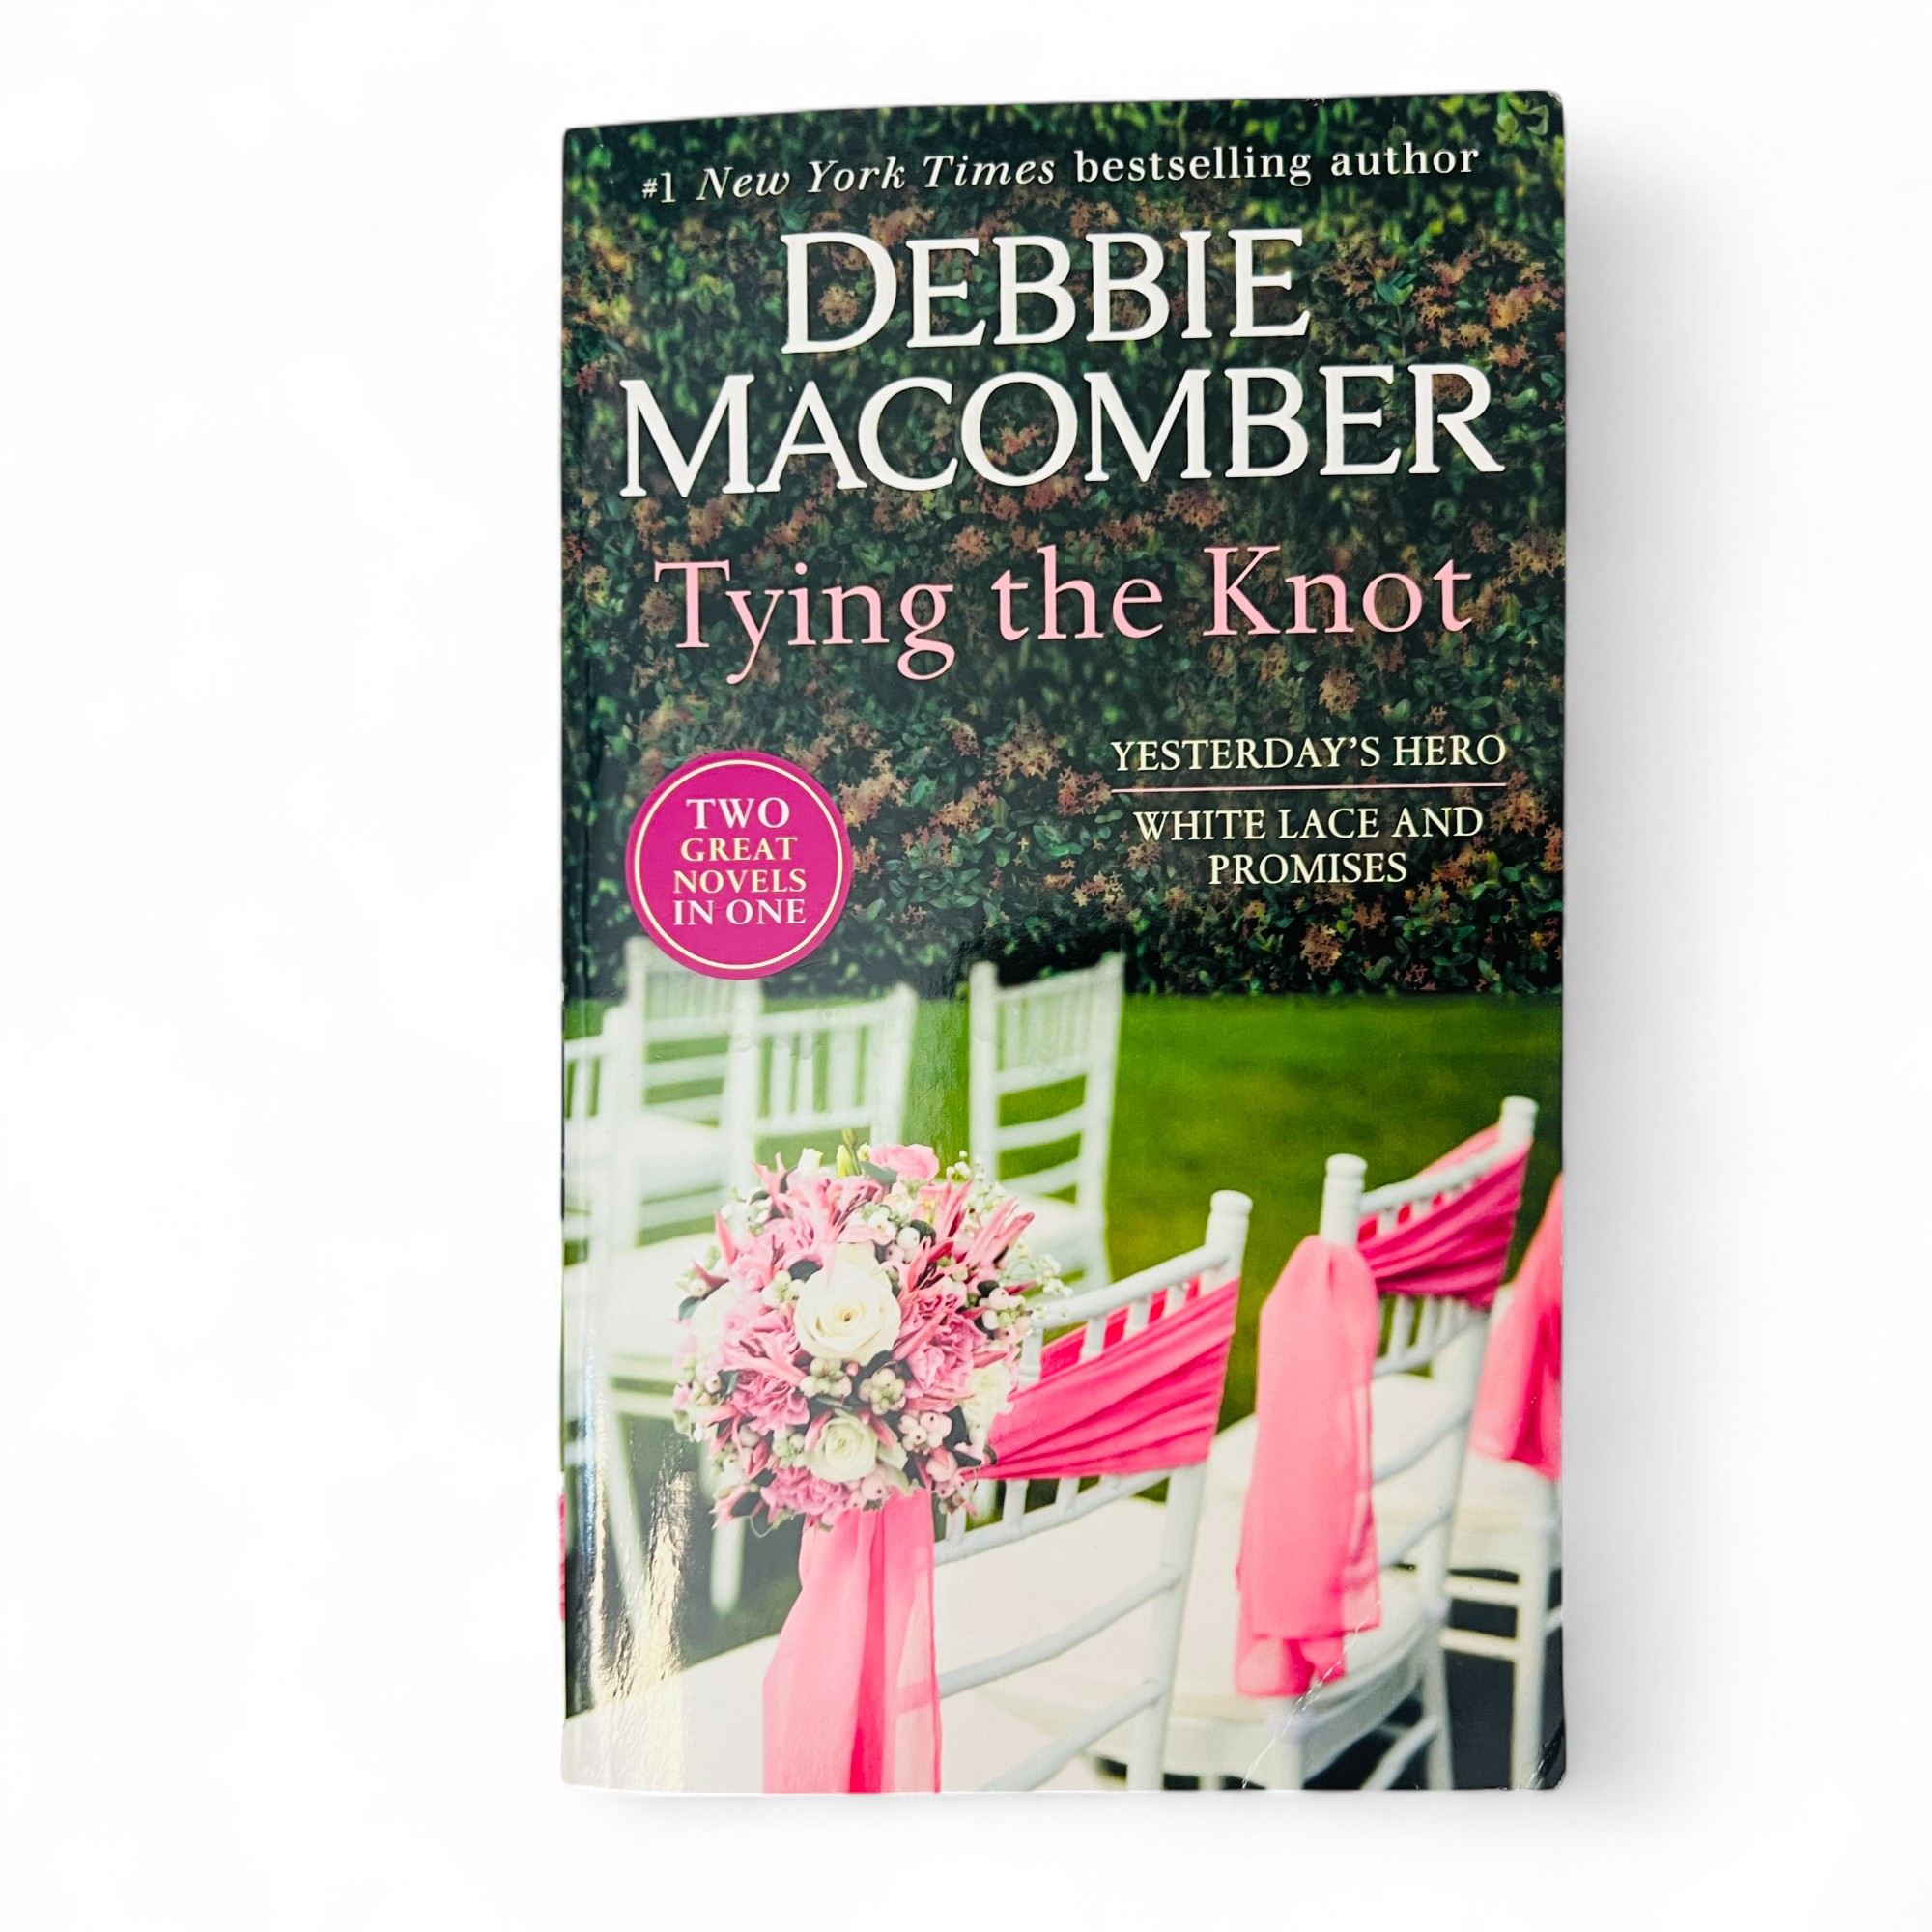 #1 New York Times bestselling author
DEBBIE
MACOMBER
Tying the Knot
YESTERDAY'S HERO
WHITE LACE AND
PROMISES
TWO
GREAT
NOVELS
IN ONE